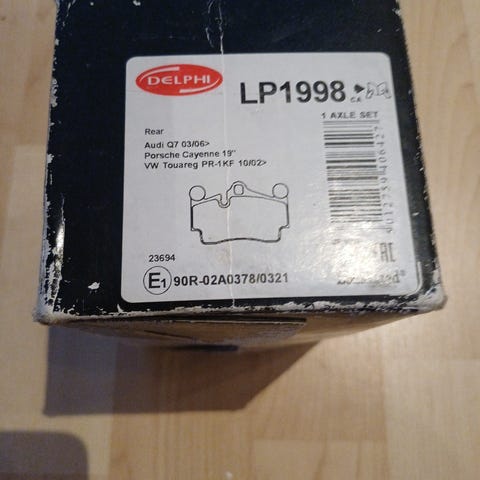 DELPHI
LP1998
CA
1 AXLE SET
Rear
Audi Q7 03/06>
Porsche Cayenne 19"
VW Touareg PR-1KF 10/02>
23694
E1 90R-02A0378/0321